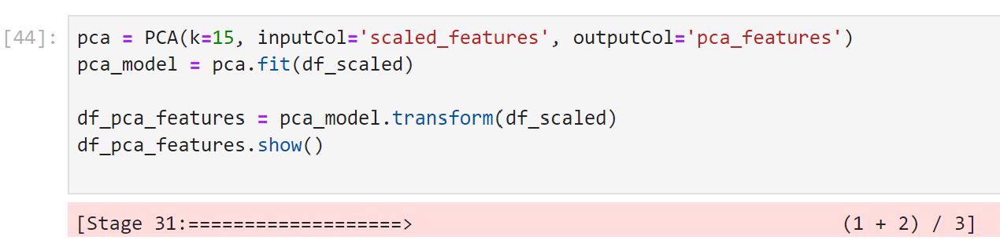 [44]: pca = PCA(k=15, inputCol='scaled_features', outputCol='pca_features')
pca_model = pca.fit(df_scaled)
df_pca_features = pca_model.transform(df_scaled)
df_pca_features.show()
[Stage 31:===================> (1 + 2) / 3]